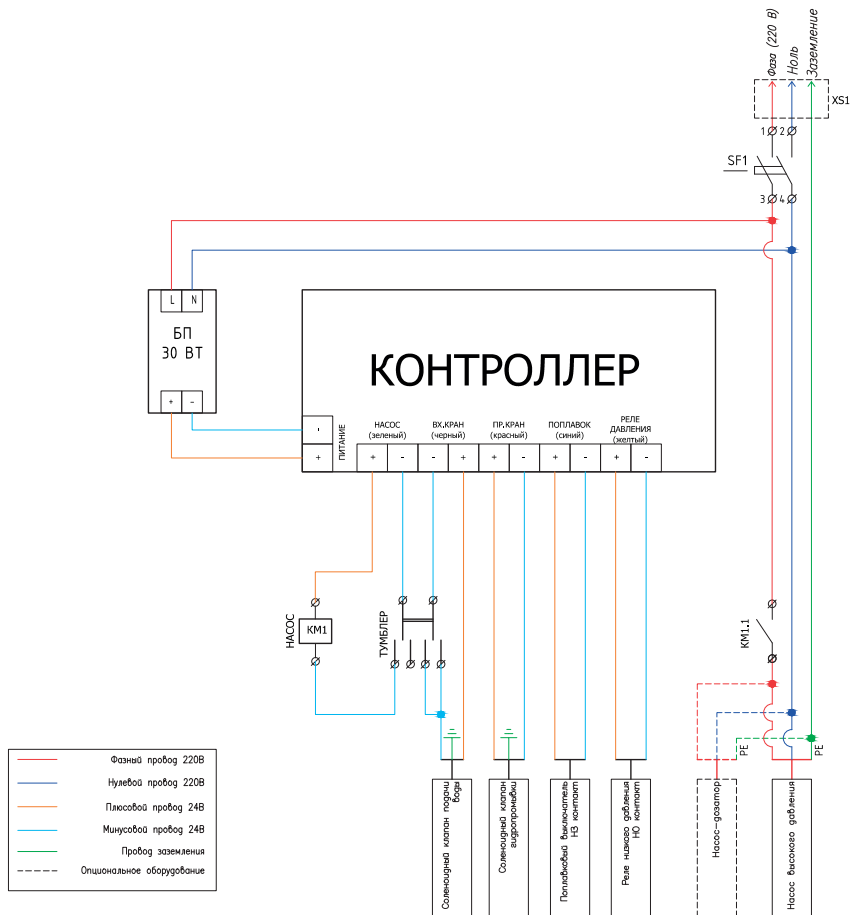 Фаза (220 В)
Ноль
Заземление
XS1
1
2
SF1
3
4
L
N
БП
30 ВТ
+
-
КОНТРОЛЛЕР
-
+
ПИТАНИЕ
НАСОС
(зеленый)
ВХ.КРАН
(черный)
ПР.КРАН
(красный)
ПОПЛАВОК
(синий)
РЕЛЕ
ДАВЛЕНИЯ
(желтый)
+
-
-
+
+
-
+
-
+
-
НАСОС
КМ1
ТУМБЛЕР
КМ1.1
PE
PE
Соленоидный клапан подачи
воды
Соленоидный клапан
гидропромывки
Поплавковый выключатель
НЗ контакт
Реле низкого давления
НО контакт
Насос-дозатор
Насос высокого давления
Фазный провод 220В
Нулевой провод 220В
Плюсовой провод 24В
Минусовой провод 24В
Провод заземления
Опциональное оборудование